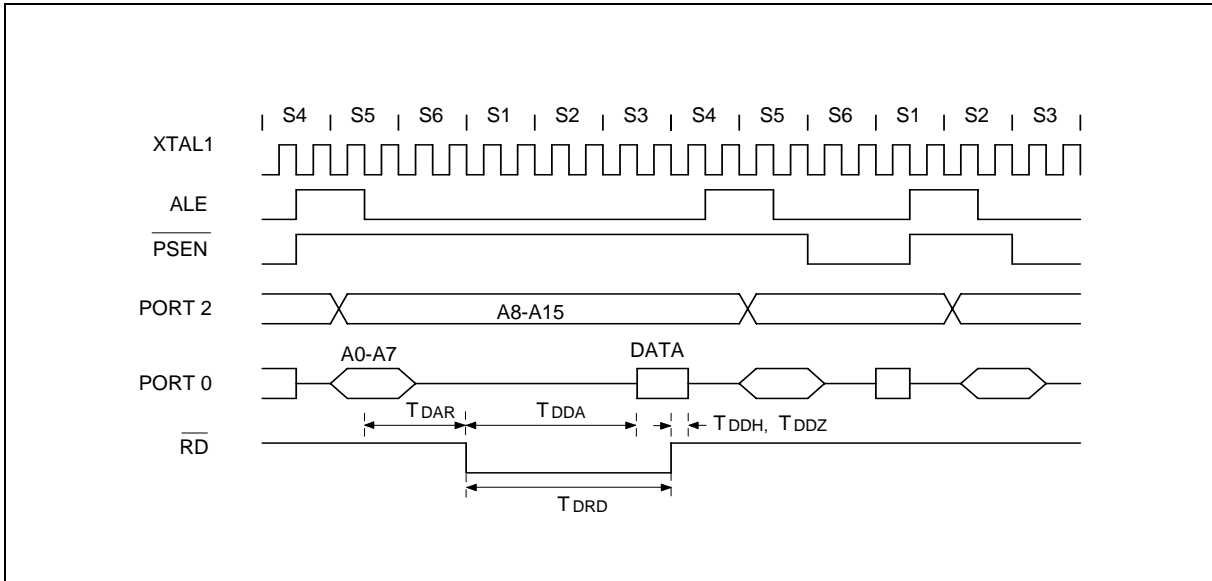 S4 S5 S6 S1 S2 S3 S4 S5 S6 S1 S2 S3
XTAL1
ALE
PSEN
PORT 2
A8-A15
A0-A7
DATA
PORT 0
TDAR
TDDA
TDDH, TDDZ
RD
TDRD